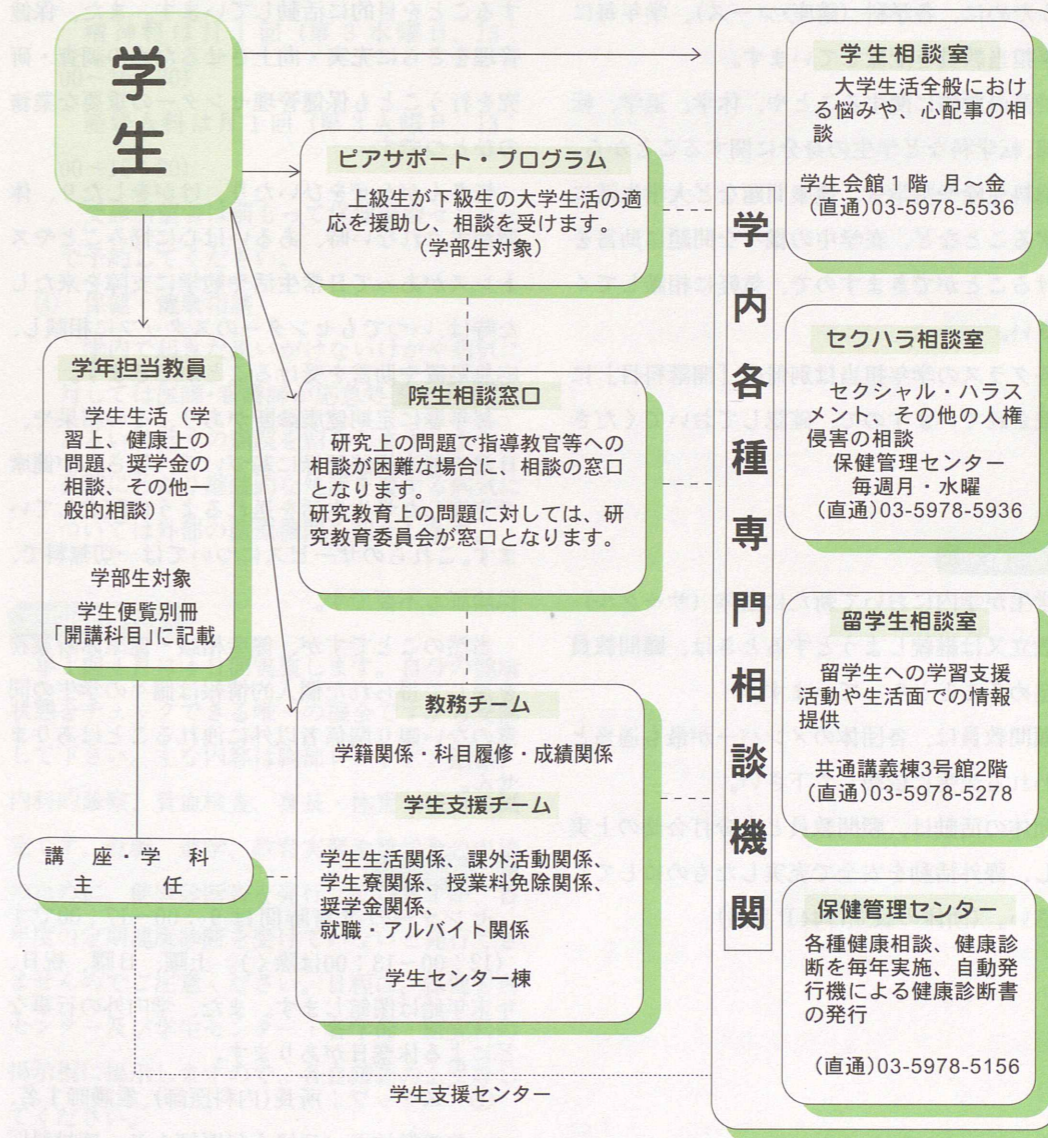 学生
学生相談室
大学生活全般におけ
る悩みや、心配事の相
談
学生会館1階 月～金
(直通)03-5978-5536
ピアサポート・プログラム
上級生が下級生の大学生活の適
応を援助し、相談を受けます。
(学部生対象)
学内各種専門相談機関
セクハラ相談室
セクシャル・ハラス
メント、その他の人権
侵害の相談
保健管理センター
毎週月・水曜
(直通)03-5978-5936
学年担当教員
学生生活（学
習上、健康上の
問題、奨学金の
相談、その他一
般的相談）
学部生対象
学生便覧別冊
「開講科目」に記載
院生相談窓口
研究上の問題で指導教官等への
相談が困難な場合に、相談の窓口
となります。
研究教育上の問題に対しては、研
究教育委員会が窓口となります。
留学生相談室
留学生への学習支援
活動や生活面での情報
提供
共通講義棟3号館2階
(直通)03-5978-5278
教務チーム
学籍関係・科目履修・成績関係
学生支援チーム
学生生活関係、課外活動関係、
学生寮関係、授業料免除関係、
奨学金関係、
就職・アルバイト関係
学生センター棟
講座・学科
主任
保健管理センター
各種健康相談、健康診
断を毎年実施、自動発
行機による健康診断書
の発行
(直通)03-5978-5156
学生支援センター